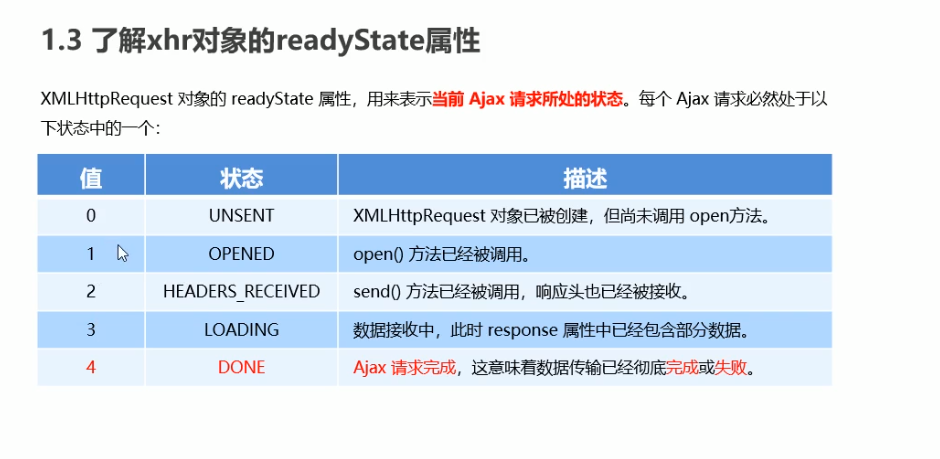 1.3 了解xhr对象的readyState属性
XMLHttpRequest 对象的 readyState 属性，用来表示当前 Ajax 请求所处的状态。每个 Ajax 请求必然处于以
下状态中的一个：
值 状态 描述
0 UNSENT XMLHttpRequest 对象已被创建，但尚未调用 open方法。
1 OPENED open() 方法已经被调用。
2 HEADERS_RECEIVED send() 方法已经被调用，响应头也已经被接收。
3 LOADING 数据接收中，此时 response 属性中已经包含部分数据。
4 DONE Ajax 请求完成，这意味着数据传输已经彻底完成或失败。